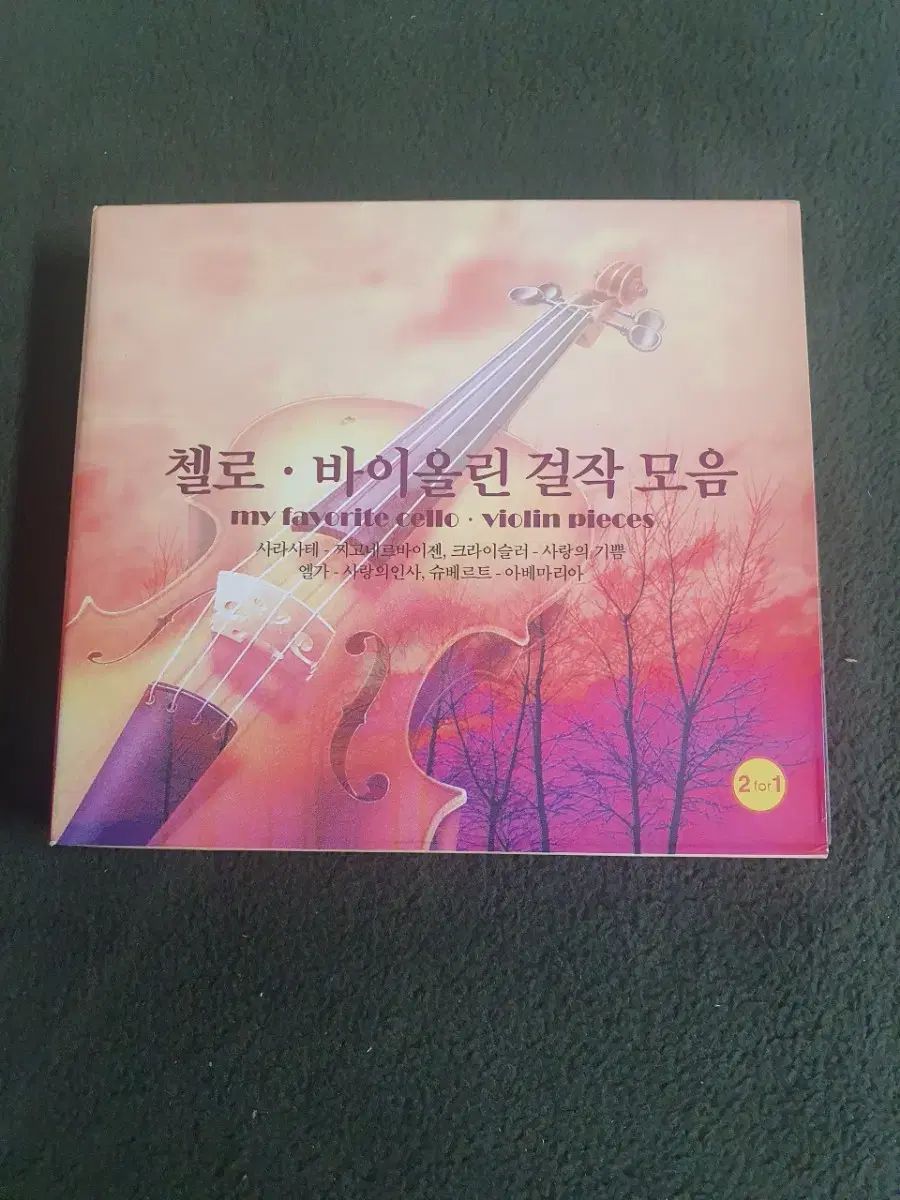 첼로 · 바이올린 걸작 모음
my favorite cello · violin pieces
사라사테 - 찌고네르바이젠, 크라이슬러 - 사랑의 기쁨
엘가 - 사랑의인사, 슈베르트 - 아베마리아
2 for 1